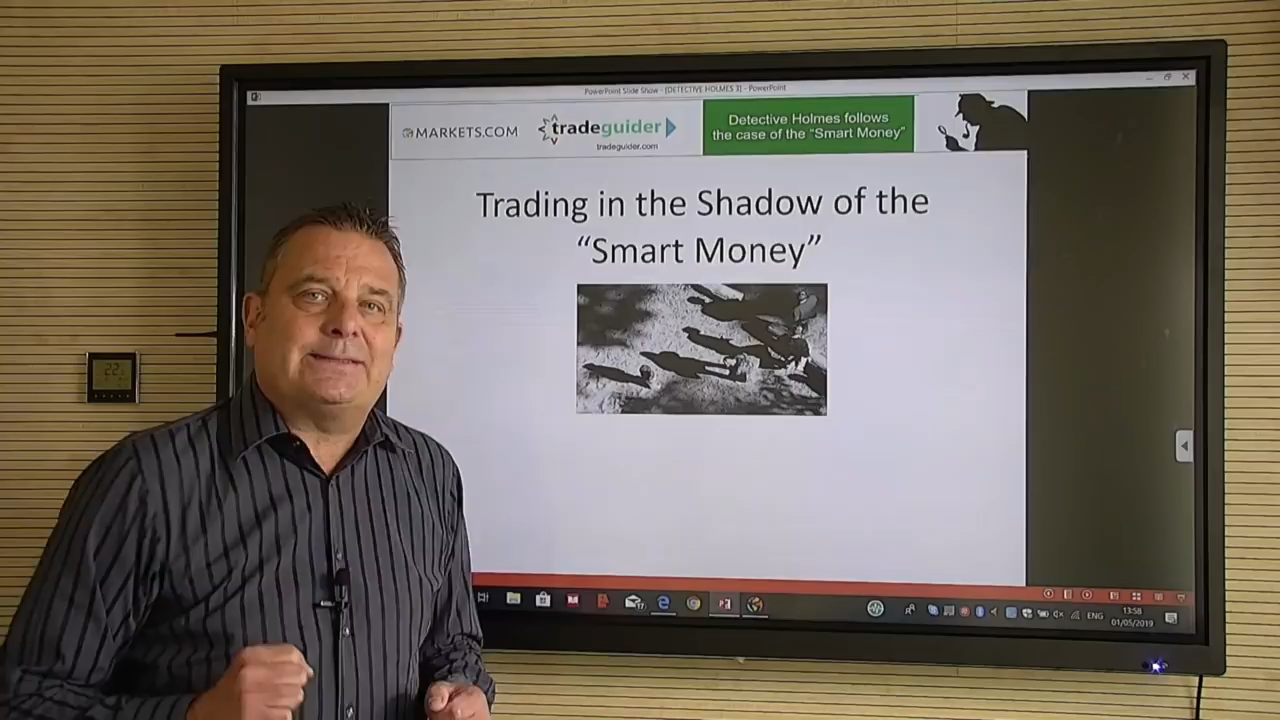 PowerPoint Slide Show - [DETECTIVE HOLMES 3] - PowerPoint
MARKETS.COM
tradeguider
tradeguider.com
Detective Holmes follows
the case of the "Smart Money"
Trading in the Shadow of the
“Smart Money”
22
ENG
13:58
01/05/2019